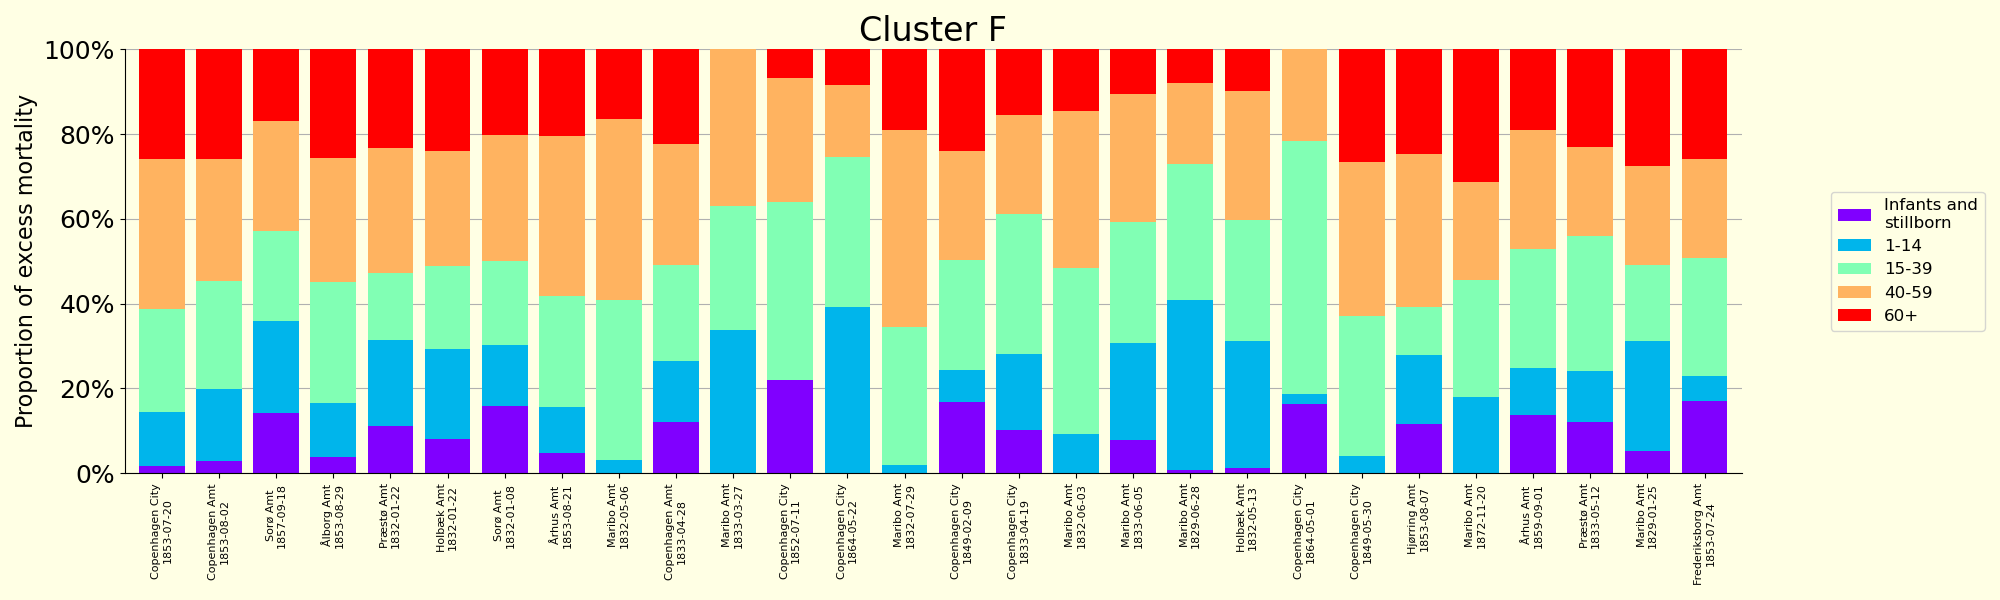 Cluster F
Proportion of excess mortality
100%
80%
60%
40%
20%
0%
Copenhagen City
1853-07-20
Copenhagen Amt
1853-08-02
Sorø Amt
1857-09-18
Ålborg Amt
1853-08-29
Præstø Amt
1832-01-22
Holbæk Amt
1832-01-22
Sorø Amt
1832-01-08
Århus Amt
1853-08-21
Maribo Amt
1832-05-06
Copenhagen Amt
1833-04-28
Maribo Amt
1833-03-27
Copenhagen City
1852-07-11
Copenhagen City
1864-05-22
Maribo Amt
1832-07-29
Copenhagen City
1849-02-09
Copenhagen City
1833-04-19
Maribo Amt
1832-06-03
Maribo Amt
1833-06-05
Maribo Amt
1829-06-28
Holbæk Amt
1832-05-13
Copenhagen City
1864-05-01
Copenhagen City
1849-05-30
Hjørring Amt
1853-08-07
Maribo Amt
1872-11-20
Århus Amt
1859-09-01
Præstø Amt
1833-05-12
Maribo Amt
1829-01-25
Frederiksborg Amt
1853-07-24
Infants and
stillborn
1-14
15-39
40-59
60+